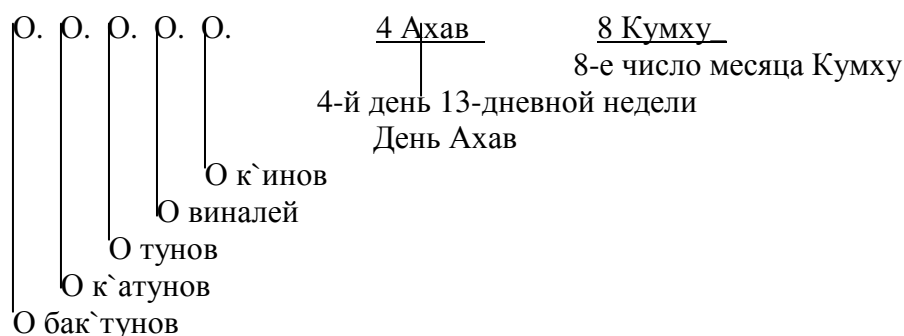 О. О. О. О. О. 4 Ахав 8 Кумху_
8-е число месяца Кумху
4-й день 13-дневной недели
День Ахав
О к`инов
О виналей
О тунов
О к`атунов
О бак`тунов